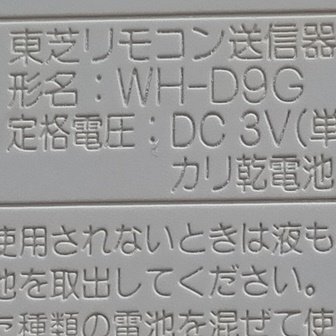 東芝リモコン送信器
形名：WH-D9G
定格電圧：DC 3V(単
カリ乾電池
使用されないときは液も
池を取出してください。
種類の電池を混ぜて使